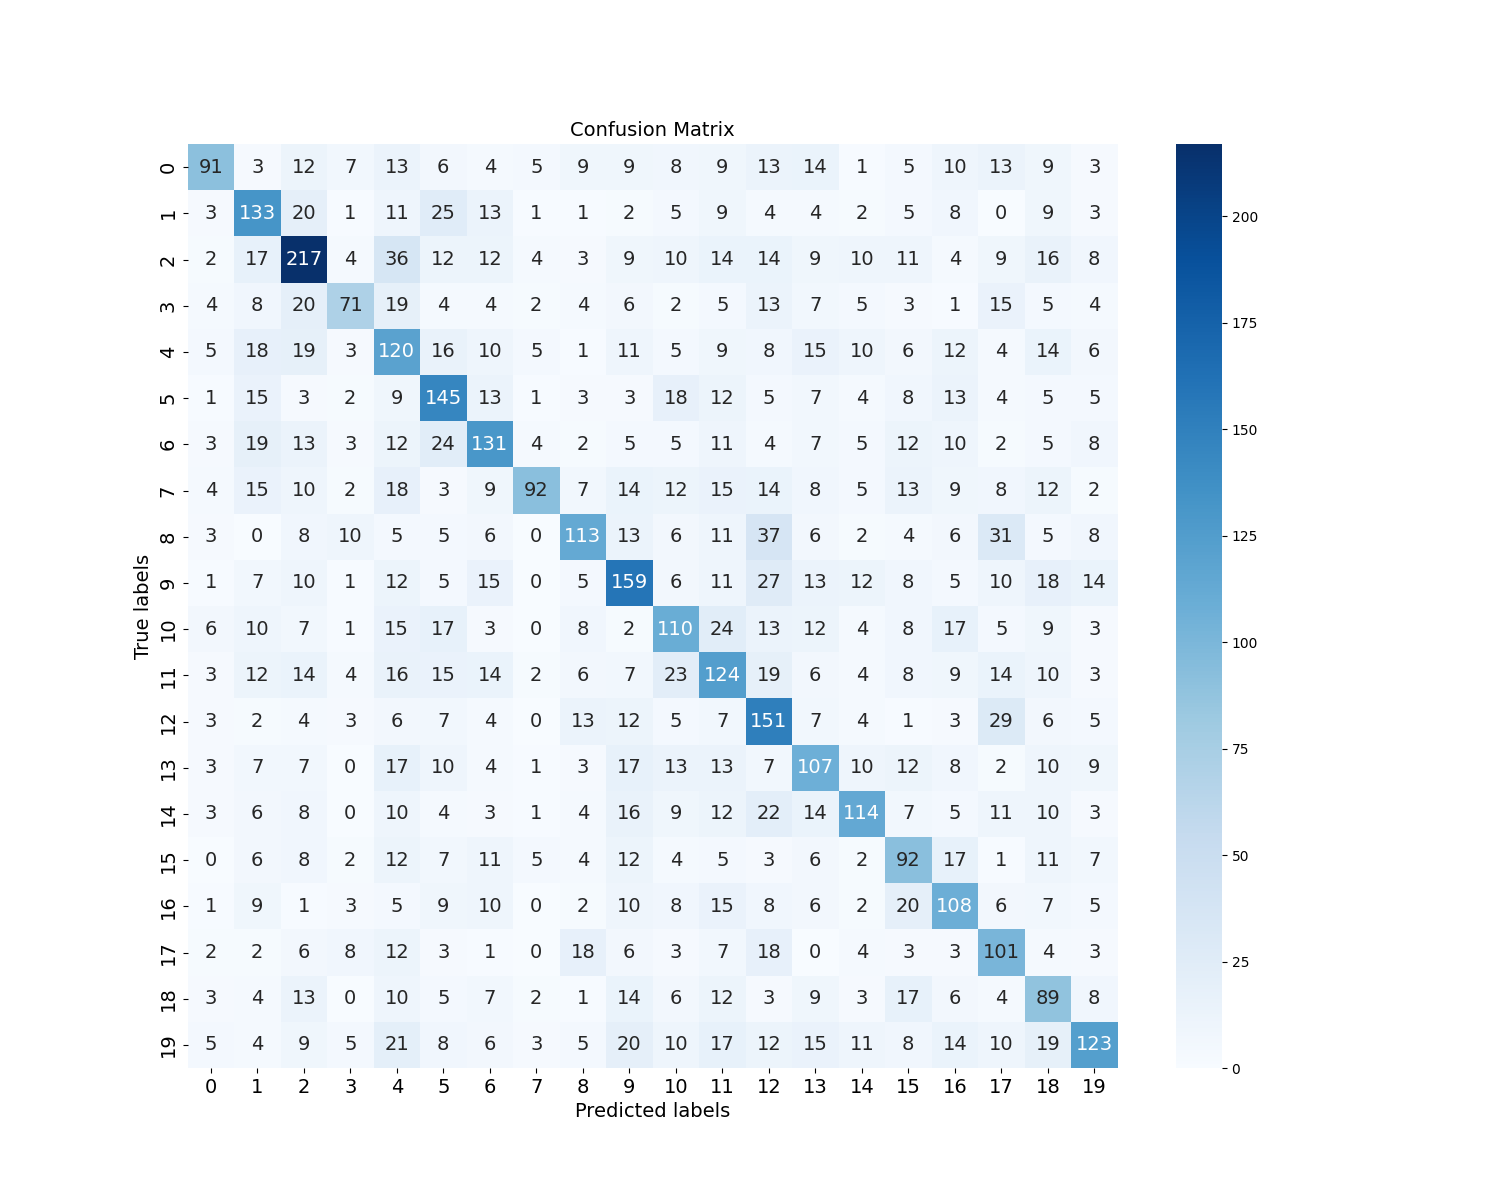 Confusion Matrix
0 91 3 12 7 13 6 4 5 9 9 8 9 13 14 1 5 10 13 9 3
1 3 133 20 1 11 25 13 1 1 2 5 9 4 4 2 5 8 0 9 3
2 2 17 217 4 36 12 12 4 3 9 10 14 14 9 10 11 4 9 16 8
3 4 8 20 71 19 4 4 2 4 6 2 5 13 7 5 3 1 15 5 4
4 5 18 19 3 120 16 10 5 1 11 5 9 8 15 10 6 12 4 14 6
5 1 15 3 2 9 145 13 1 3 3 18 12 5 7 4 8 13 4 5 5
6 3 19 13 3 12 24 131 4 2 5 5 11 4 7 5 12 10 2 5 8
7 4 15 10 2 18 3 9 92 7 14 12 15 14 8 5 13 9 8 12 2
8 3 0 8 10 5 5 6 0 113 13 6 11 37 6 2 4 6 31 5 8
9 1 7 10 1 12 5 15 0 5 159 6 11 27 13 12 8 5 10 18 14
10 6 10 7 1 15 17 3 0 8 2 110 24 13 12 4 8 17 5 9 3
11 3 12 14 4 16 15 14 2 6 7 23 124 19 6 4 8 9 14 10 3
12 3 2 4 3 6 7 4 0 13 12 5 7 151 7 4 1 3 29 6 5
13 3 7 7 0 17 10 4 1 3 17 13 13 7 107 10 12 8 2 10 9
14 3 6 8 0 10 4 3 1 4 16 9 12 22 14 114 7 5 11 10 3
15 0 6 8 2 12 7 11 5 4 12 4 5 3 6 2 92 17 1 11 7
16 1 9 1 3 5 9 10 0 2 10 8 15 8 6 2 20 108 6 7 5
17 2 2 6 8 12 3 1 0 18 6 3 7 18 0 4 3 3 101 4 3
18 3 4 13 0 10 5 7 2 1 14 6 12 3 9 3 17 6 4 89 8
19 5 4 9 5 21 8 6 3 5 20 10 17 12 15 11 8 14 10 19 123
0 1 2 3 4 5 6 7 8 9 10 11 12 13 14 15 16 17 18 19
Predicted labels
True labels
200
175
150
125
100
75
50
25
0